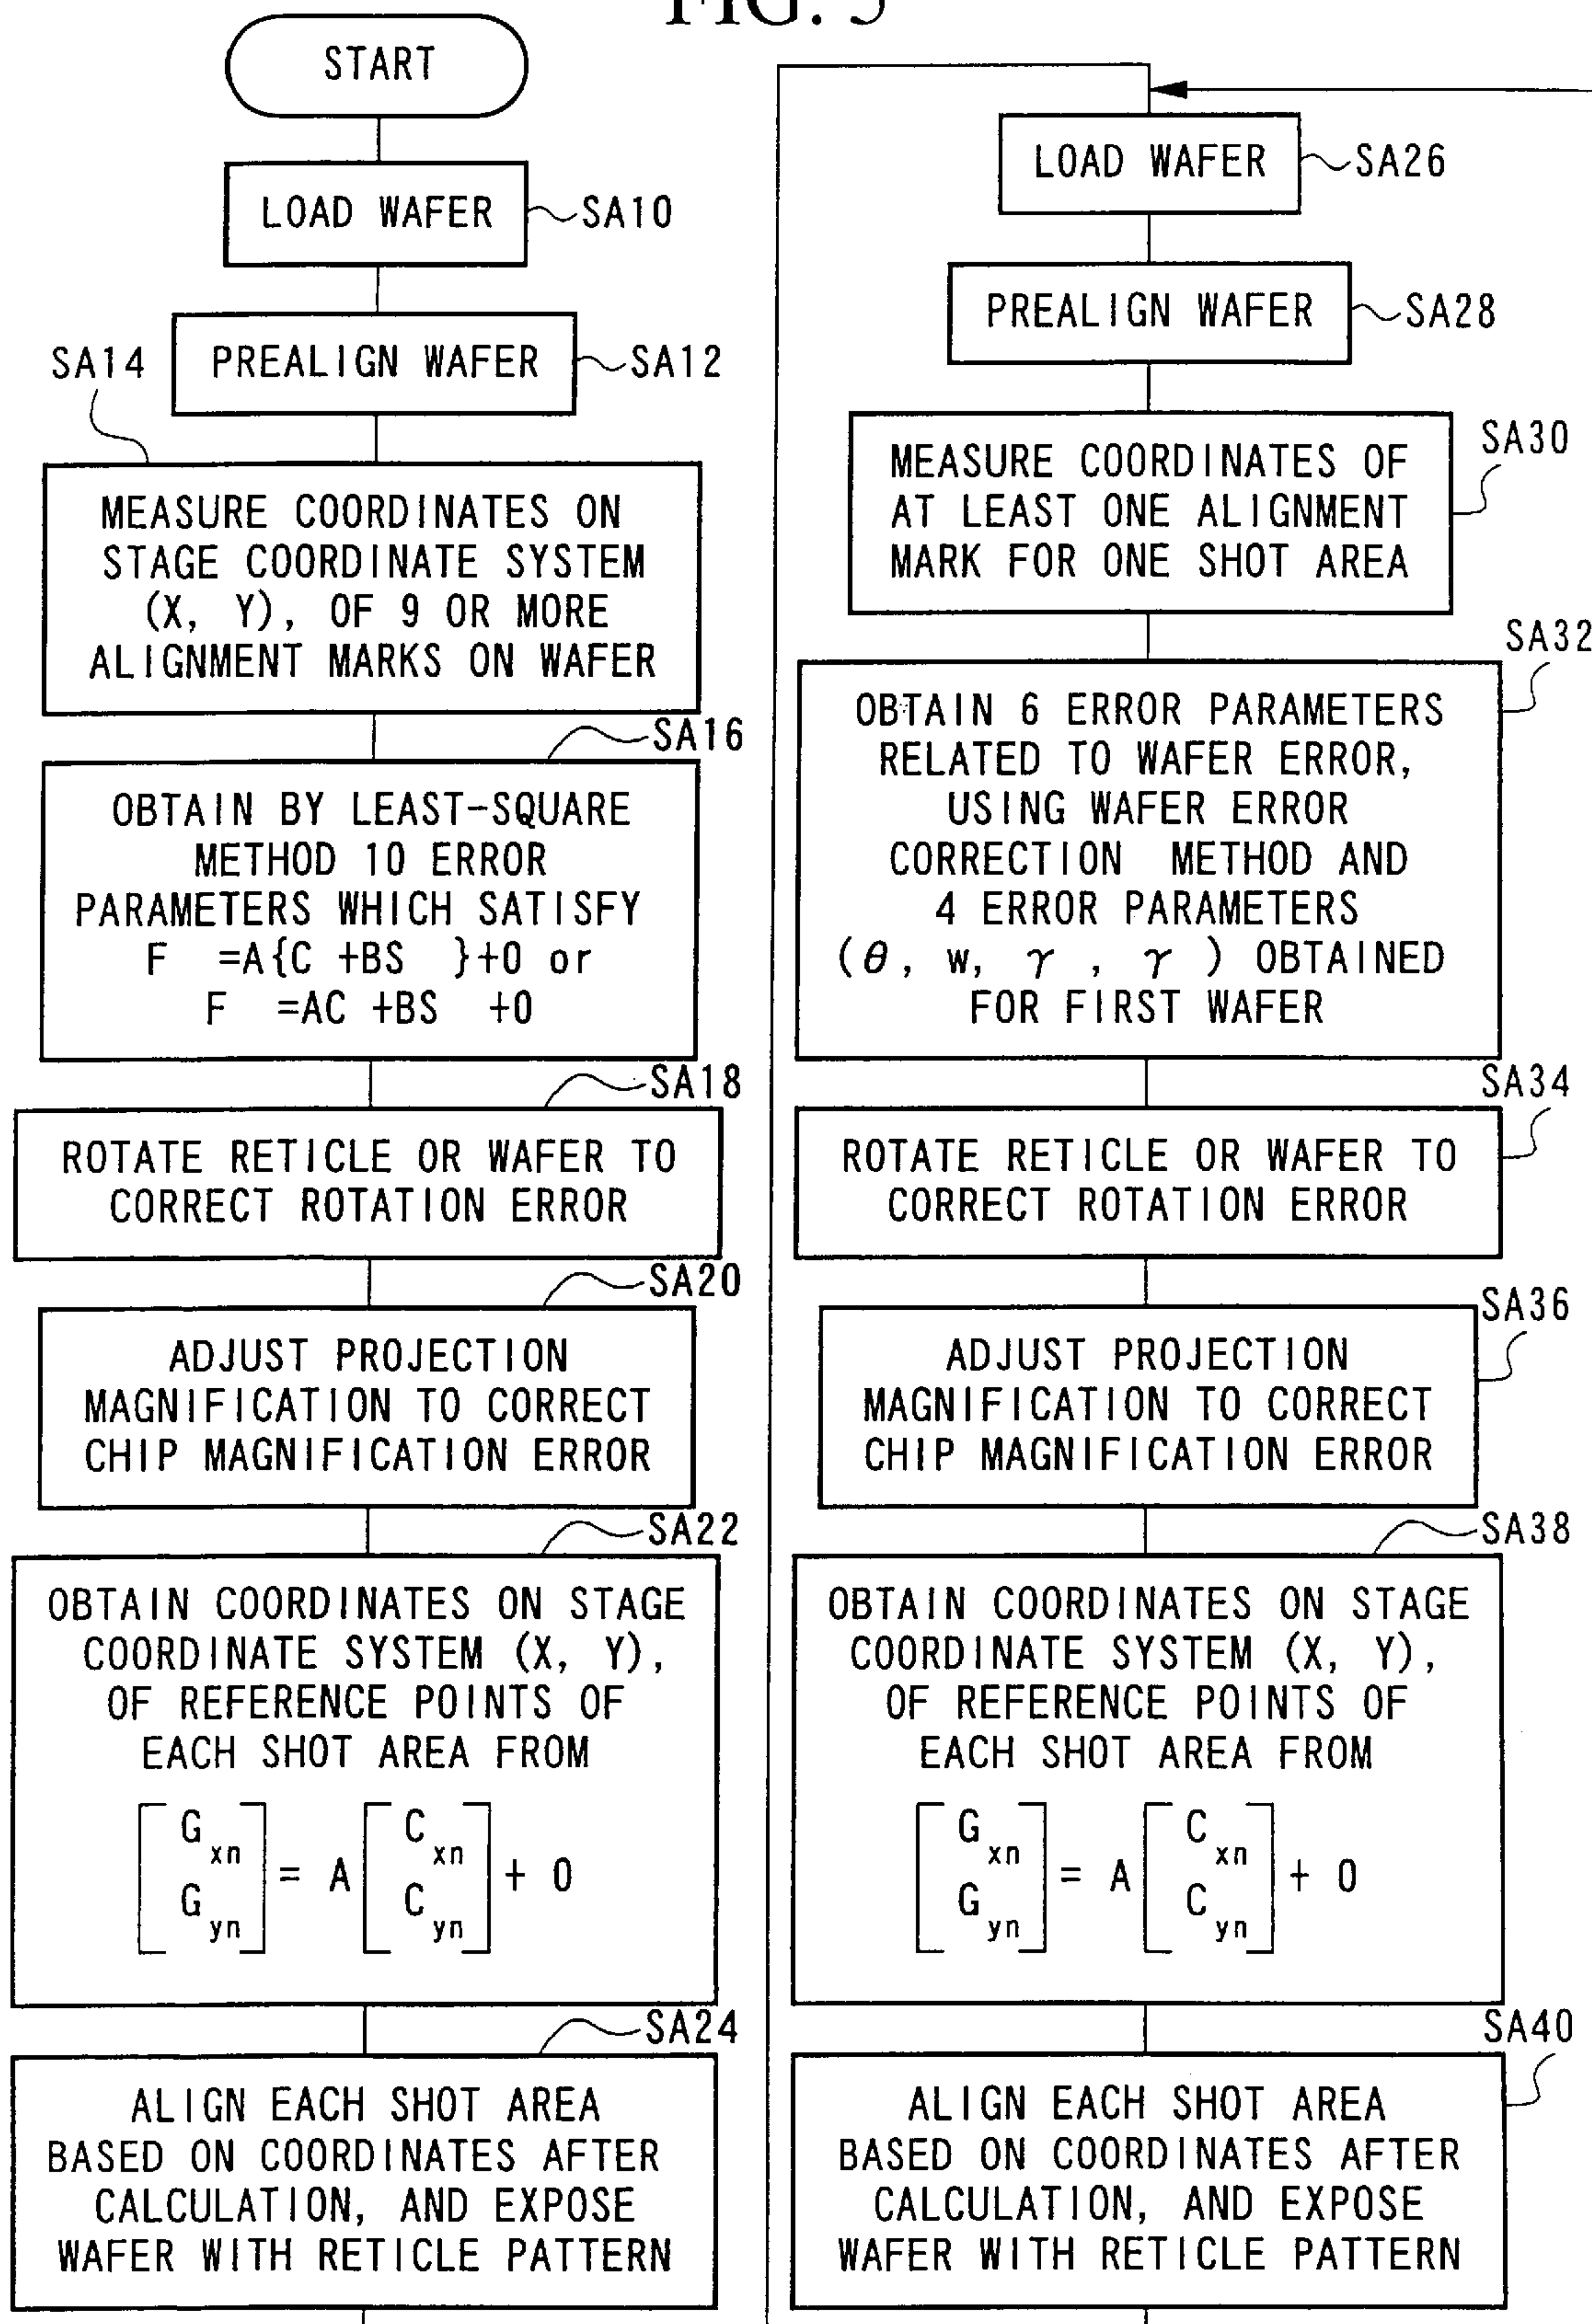 FIG. 5
START
LOAD WAFER
SA10
PREALIGN WAFER
SA12
SA14
MEASURE COORDINATES ON
STAGE COORDINATE SYSTEM
(X, Y), OF 9 OR MORE
ALIGNMENT MARKS ON WAFER
SA16
OBTAIN BY LEAST-SQUARE
METHOD 10 ERROR
PARAMETERS WHICH SATISFY
F =A{C +BS }+O or
F =AC +BS +O
SA18
ROTATE RETICLE OR WAFER TO
CORRECT ROTATION ERROR
SA20
ADJUST PROJECTION
MAGNIFICATION TO CORRECT
CHIP MAGNIFICATION ERROR
SA22
OBTAIN COORDINATES ON STAGE
COORDINATE SYSTEM (X, Y),
OF REFERENCE POINTS OF
EACH SHOT AREA FROM
[G xn G yn] = A [C xn C yn] + O
SA24
ALIGN EACH SHOT AREA
BASED ON COORDINATES AFTER
CALCULATION, AND EXPOSE
WAFER WITH RETICLE PATTERN
LOAD WAFER
SA26
PREALIGN WAFER
SA28
SA30
MEASURE COORDINATES OF
AT LEAST ONE ALIGNMENT
MARK FOR ONE SHOT AREA
SA32
OBTAIN 6 ERROR PARAMETERS
RELATED TO WAFER ERROR,
USING WAFER ERROR
CORRECTION METHOD AND
4 ERROR PARAMETERS
(θ, w, γ , γ ) OBTAINED
FOR FIRST WAFER
SA34
ROTATE RETICLE OR WAFER TO
CORRECT ROTATION ERROR
SA36
ADJUST PROJECTION
MAGNIFICATION TO CORRECT
CHIP MAGNIFICATION ERROR
SA38
OBTAIN COORDINATES ON STAGE
COORDINATE SYSTEM (X, Y),
OF REFERENCE POINTS OF
EACH SHOT AREA FROM
[G xn G yn] = A [C xn C yn] + O
SA40
ALIGN EACH SHOT AREA
BASED ON COORDINATES AFTER
CALCULATION, AND EXPOSE
WAFER WITH RETICLE PATTERN